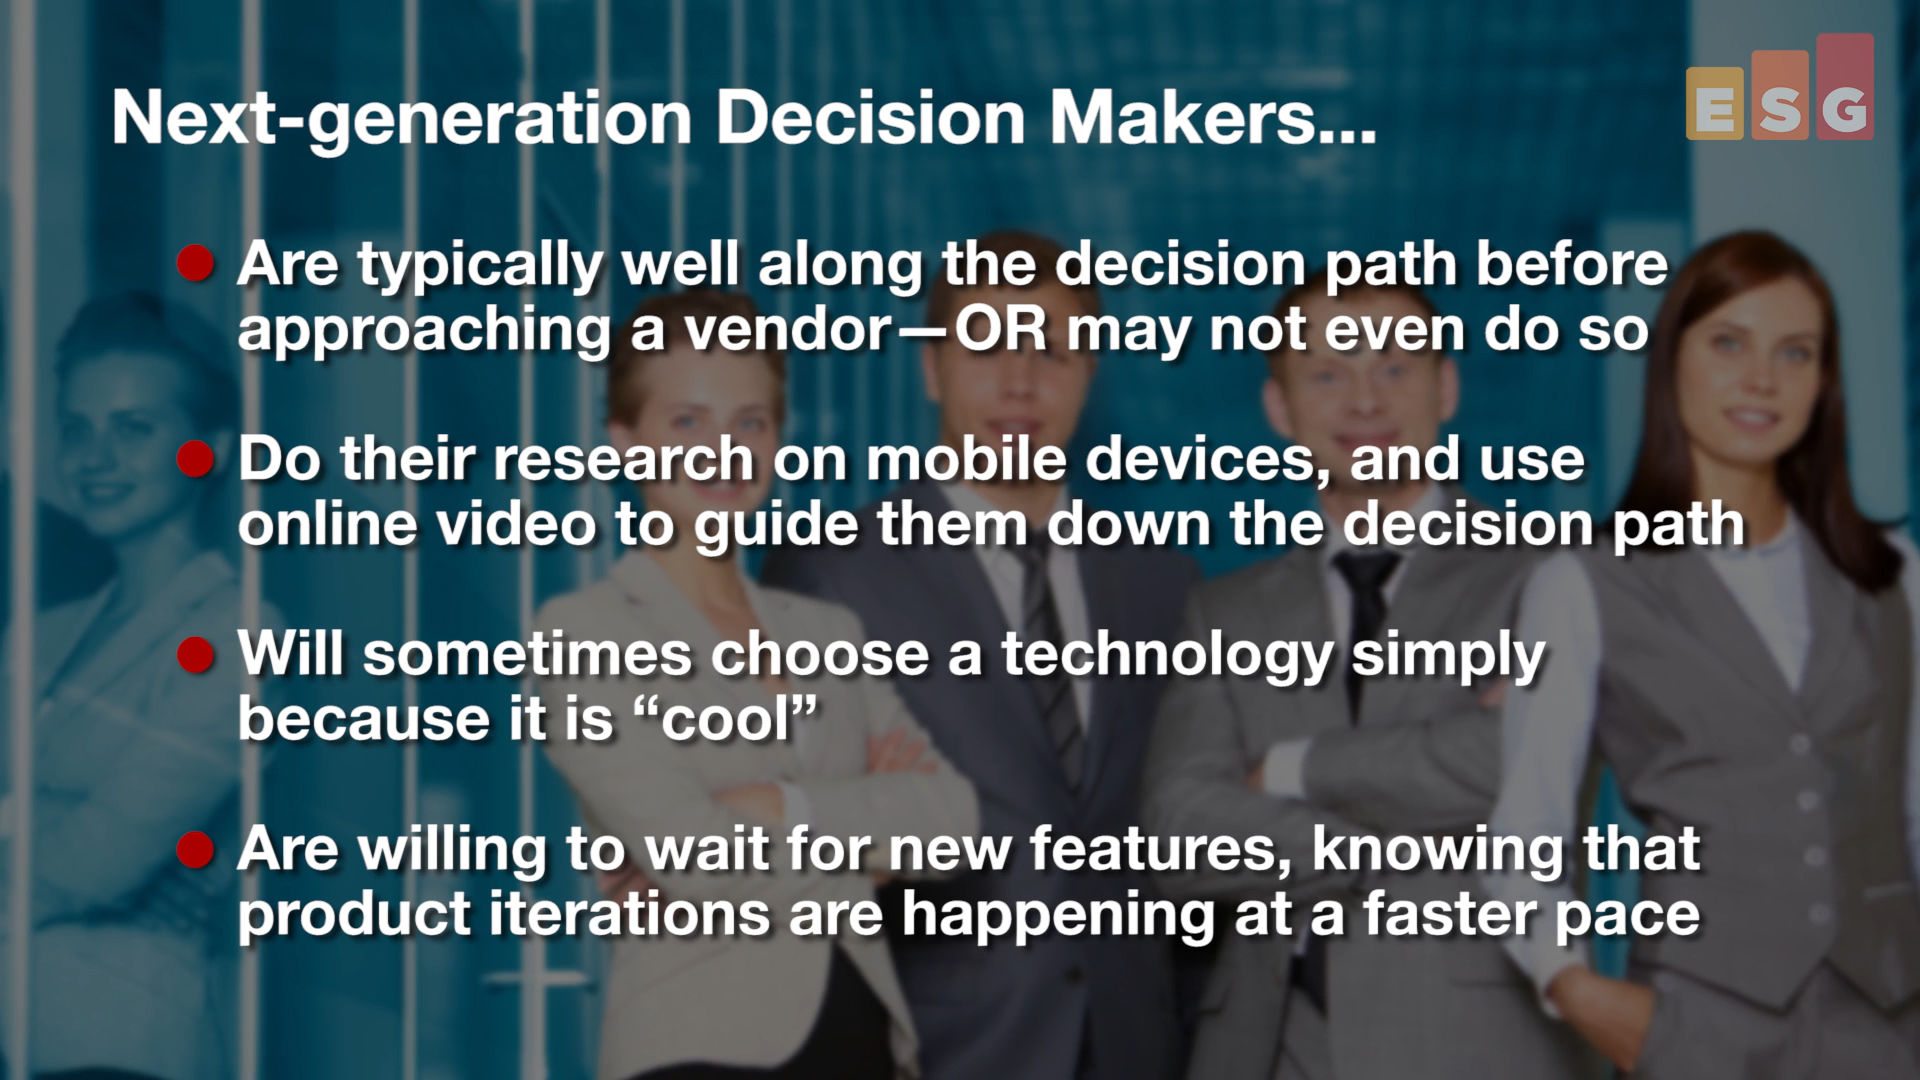 ESG
Next-generation Decision Makers...
Are typically well along the decision path before
approaching a vendor—OR may not even do so
Do their research on mobile devices, and use
online video to guide them down the decision path
Will sometimes choose a technology simply
because it is “cool”
Are willing to wait for new features, knowing that
product iterations are happening at a faster pace